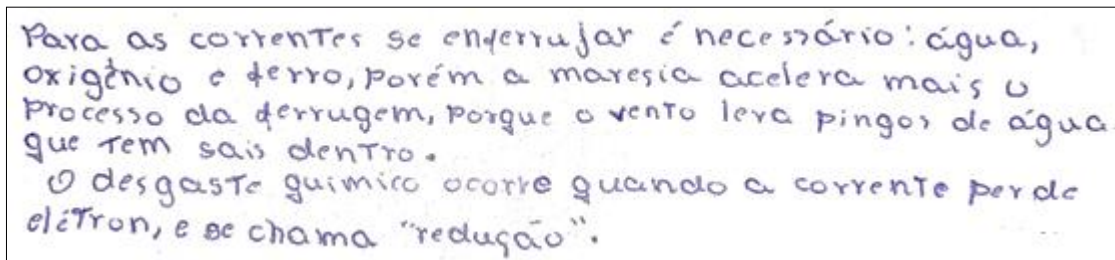 Para as correntes se enferrujar é necessário: água,
oxigênio e ferro, porém a maresia acelera mais o
processo da ferrugem, porque o vento leva pingos de água
que tem sais dentro.
O desgaste químico ocorre quando a corrente perde
elétron, e se chama "redução".